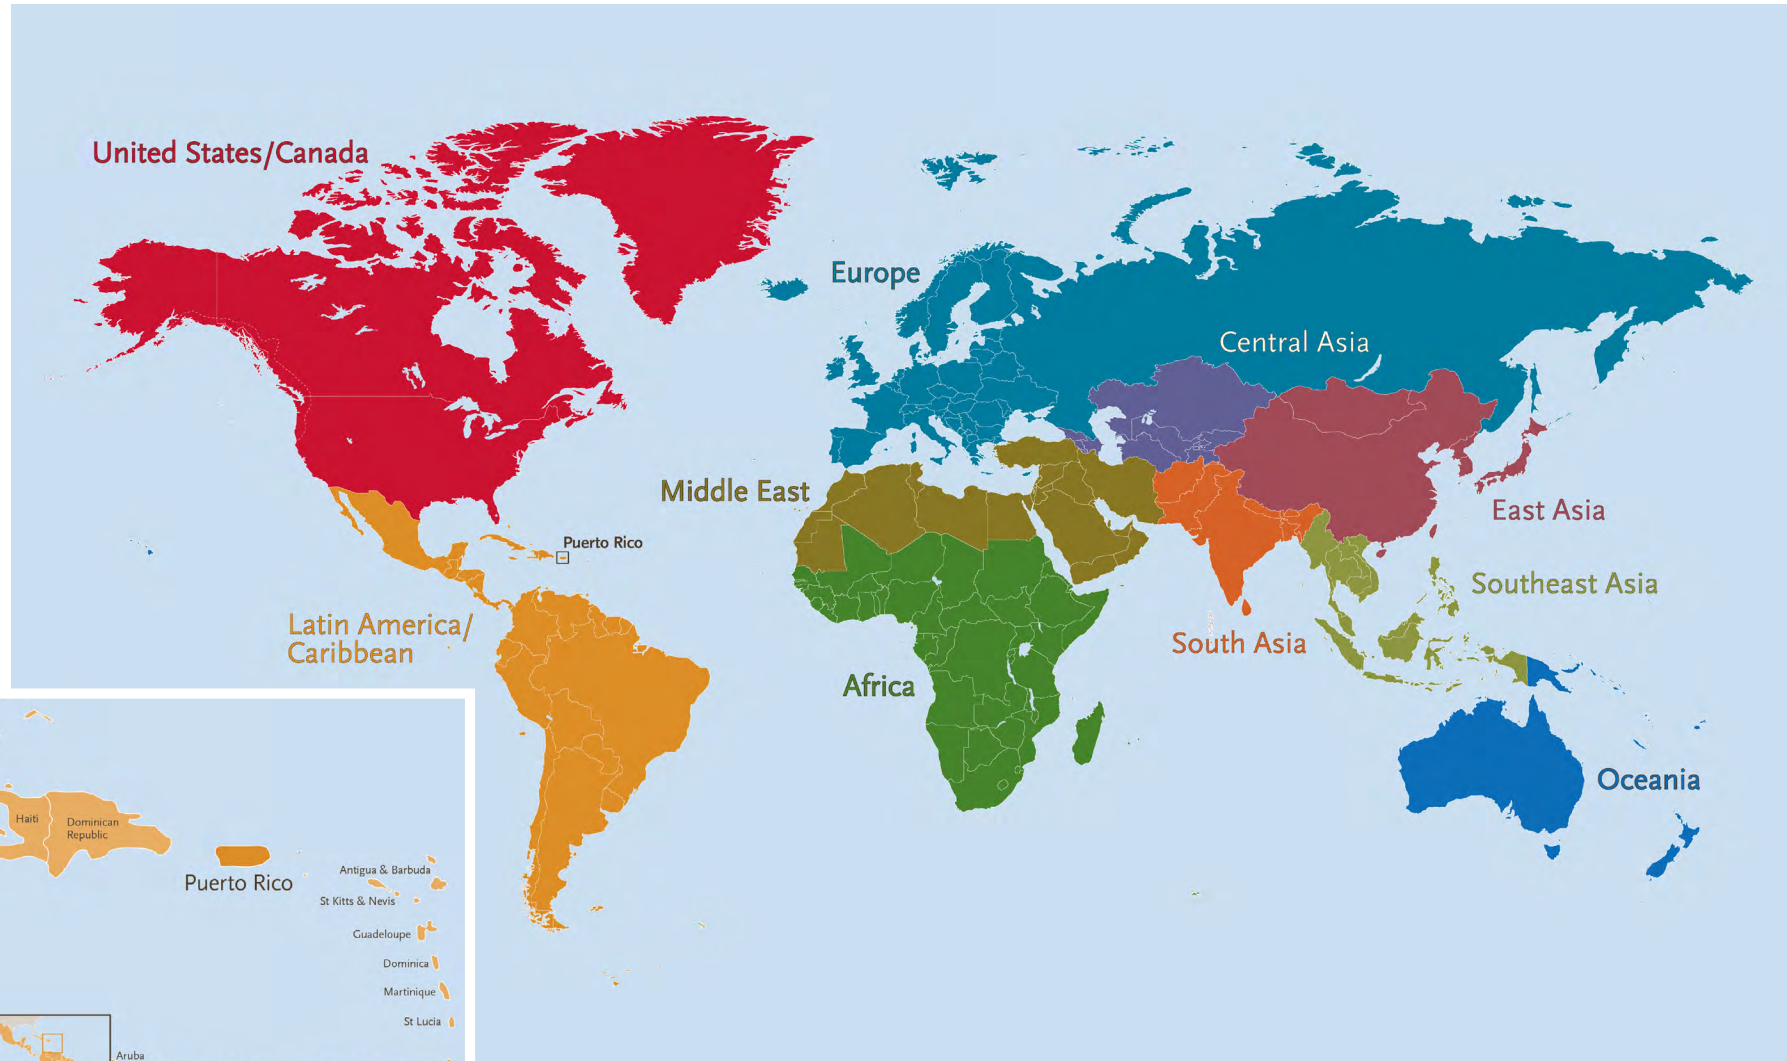 United States/Canada
Europe
Central Asia
Middle East
East Asia
Puerto Rico
Southeast Asia
Latin America/
Caribbean
South Asia
Africa
Oceania
Haiti
Dominican
Republic
Puerto Rico
Antigua & Barbuda
St Kitts & Nevis
Guadeloupe
Dominica
Martinique
St Lucia
Aruba